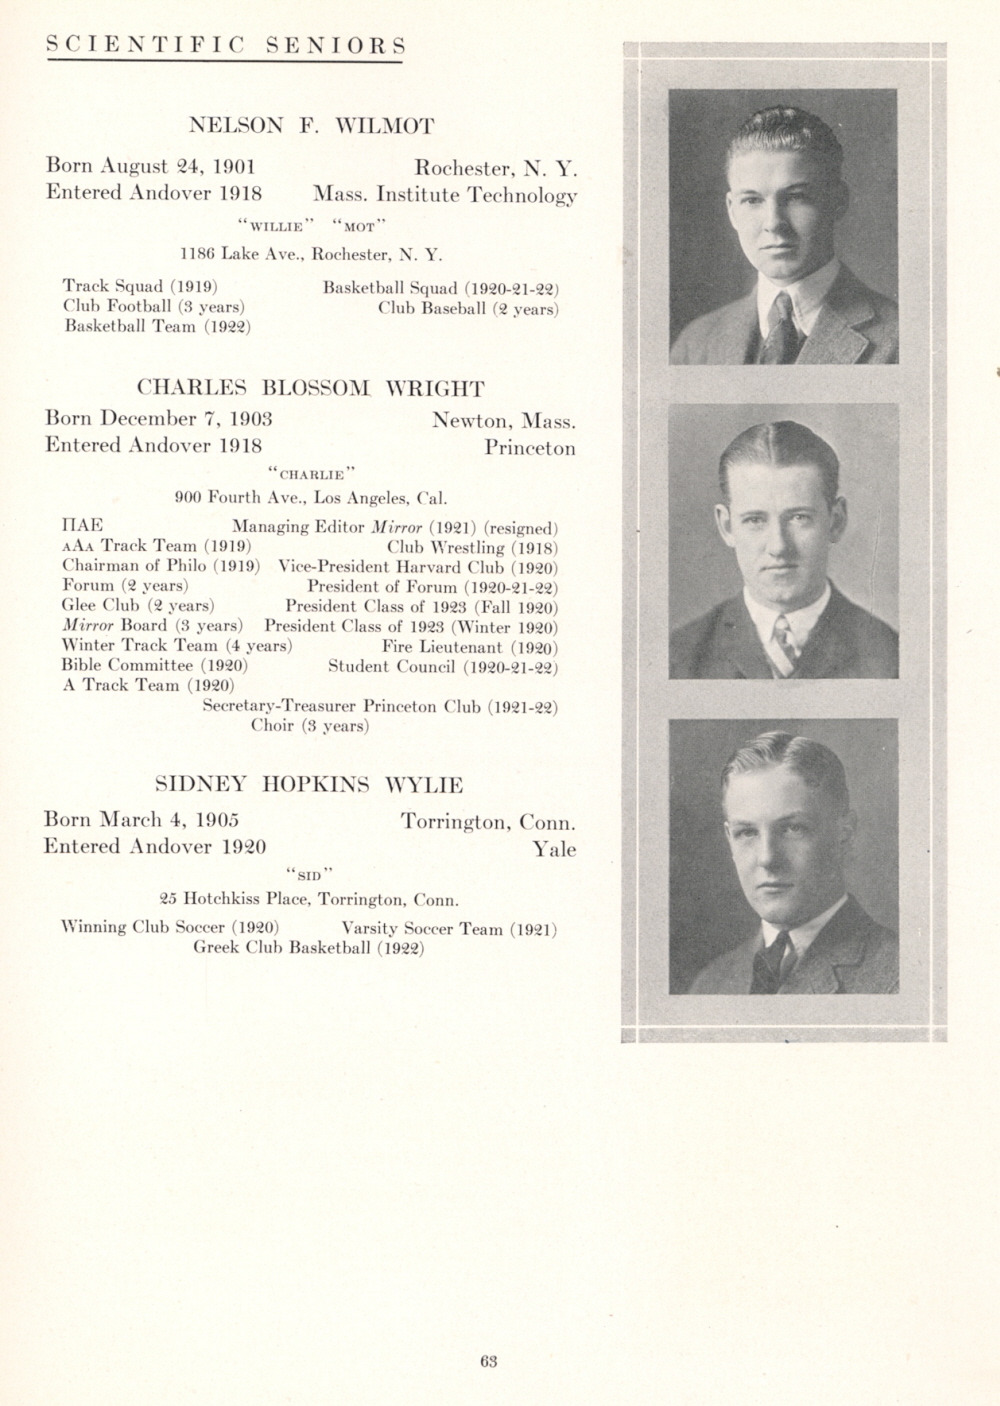 SCIENTIFIC SENIORS
NELSON F. WILMOT
Born August 24, 1901 Rochester, N. Y.
Entered Andover 1918 Mass. Institute Technology
"WILLIE" "MOT"
1186 Lake Ave., Rochester, N. Y.
Track Squad (1919) Basketball Squad (1920-21-22)
Club Football (3 years) Club Baseball (2 years)
Basketball Team (1922)
CHARLES BLOSSOM WRIGHT
Born December 7, 1903 Newton, Mass.
Entered Andover 1918 Princeton
"CHARLIE"
900 Fourth Ave., Los Angeles, Cal.
ΠΑΕ Managing Editor Mirror (1921) (resigned)
AAA Track Team (1919) Club Wrestling (1918)
Chairman of Philo (1919) Vice-President Harvard Club (1920)
Forum (2 years) President of Forum (1920-21-22)
Glee Club (2 years) President Class of 1923 (Fall 1920)
Mirror Board (3 years) President Class of 1923 (Winter 1920)
Winter Track Team (4 years) Fire Lieutenant (1920)
Bible Committee (1920) Student Council (1920-21-22)
A Track Team (1920)
Secretary-Treasurer Princeton Club (1921-22)
Choir (3 years)
SIDNEY HOPKINS WYLIE
Born March 4, 1905 Torrington, Conn.
Entered Andover 1920 Yale
"SID"
25 Hotchkiss Place, Torrington, Conn.
Winning Club Soccer (1920) Varsity Soccer Team (1921)
Greek Club Basketball (1922)
63